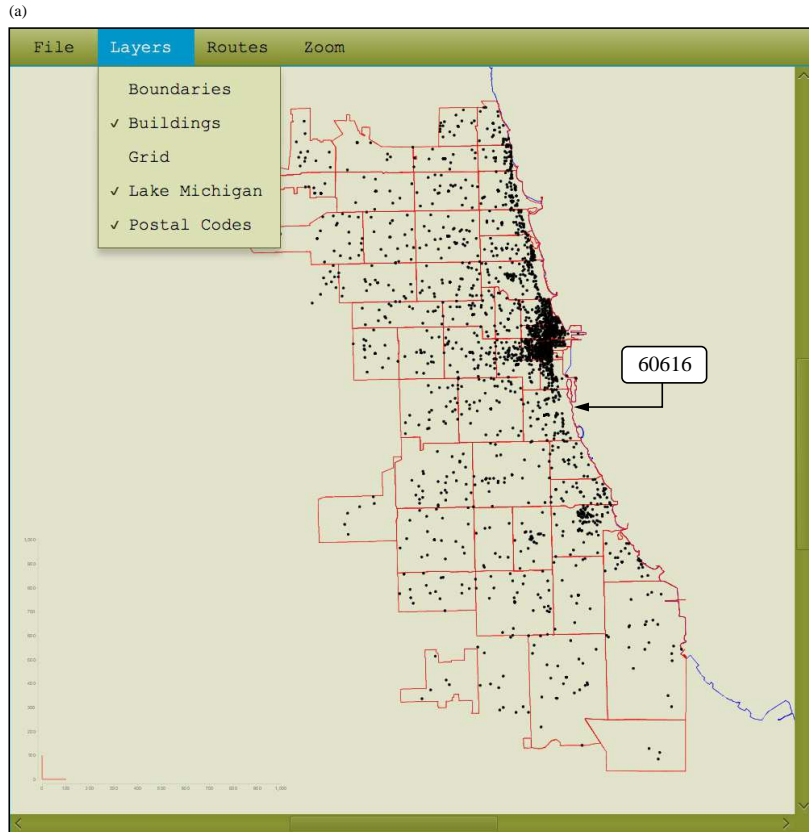 (a)
File Layers Routes Zoom
Boundaries
✓ Buildings
Grid
✓ Lake Michigan
✓ Postal Codes
60616